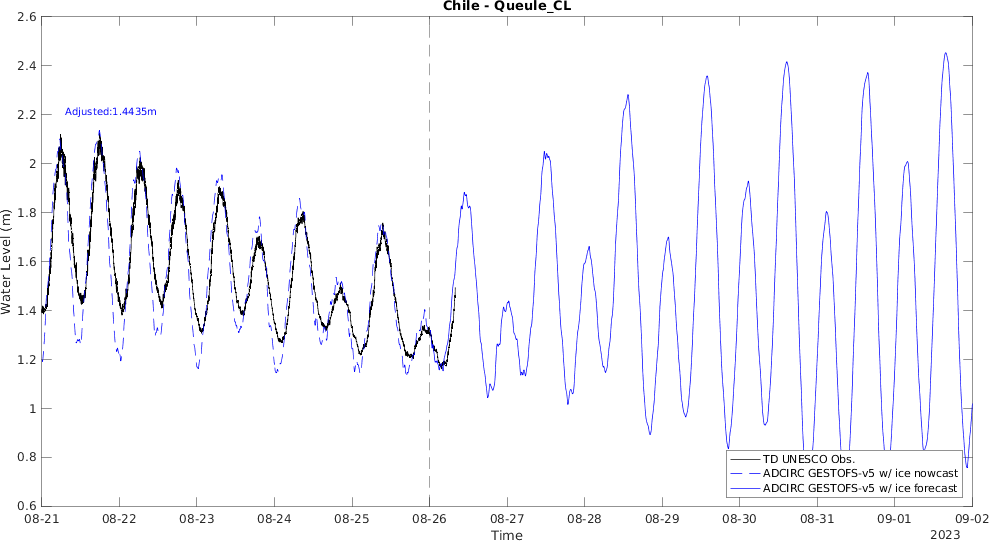 Chile - Queule_CL
2.6
2.4
2.2
2
1.8
1.6
1.4
1.2
1
0.8
0.6
Water Level (m)
Adjusted:1.4435m
TD UNESCO Obs.
ADCIRC GESTOFS-v5 w/ ice nowcast
ADCIRC GESTOFS-v5 w/ ice forecast
08-21 08-22 08-23 08-24 08-25 08-26 08-27 08-28 08-29 08-30 08-31 09-01 09-02
Time
2023